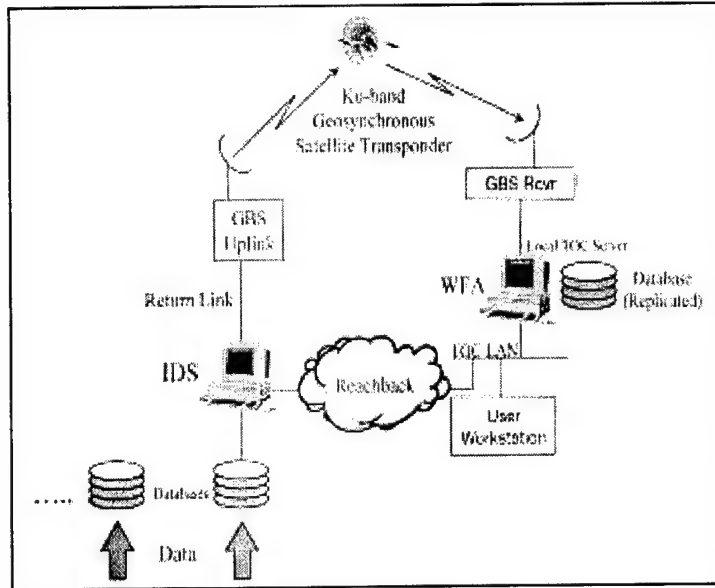 Ku-band
Geosynchronous
Satellite Transponder
GBS Rcvr
GBS
Uplink
Local TOC Server
WFA
Database
(Replicated)
Return Link
TOC LAN
IDS
Reachback
User
Workstation
.....
Databases
Data